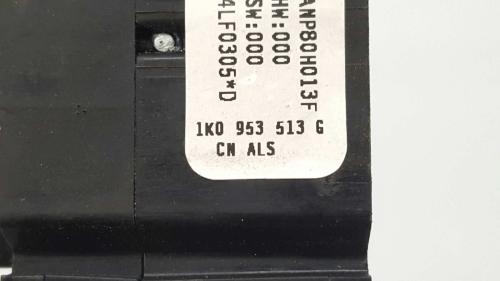 ANP80H013F
HW:000
SW:000
4LF0305*D
1K0 953 513 G
CN ALS